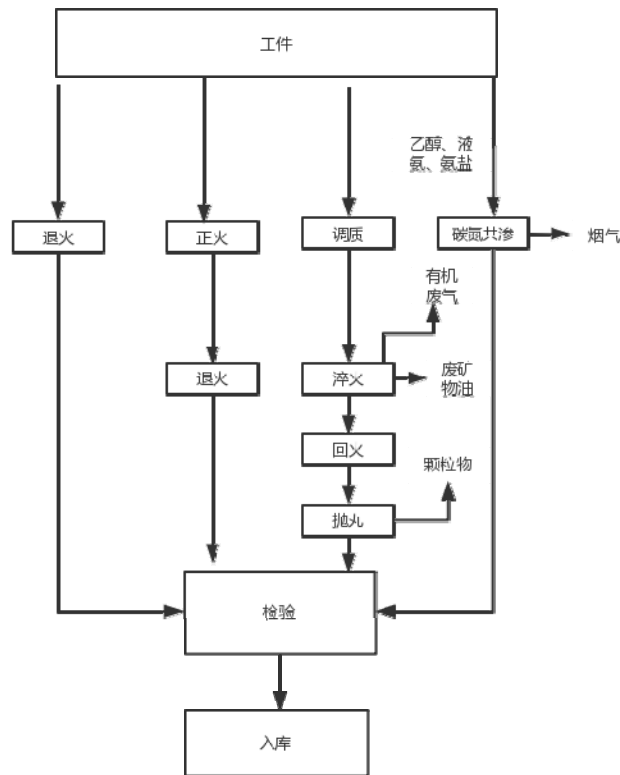 工件
乙醇、液
氨、氨盐
退火
正火
调质
碳氮共渗
烟气
有机
废气
退火
淬火
废矿
物油
回火
颗粒物
抛丸
检验
入库